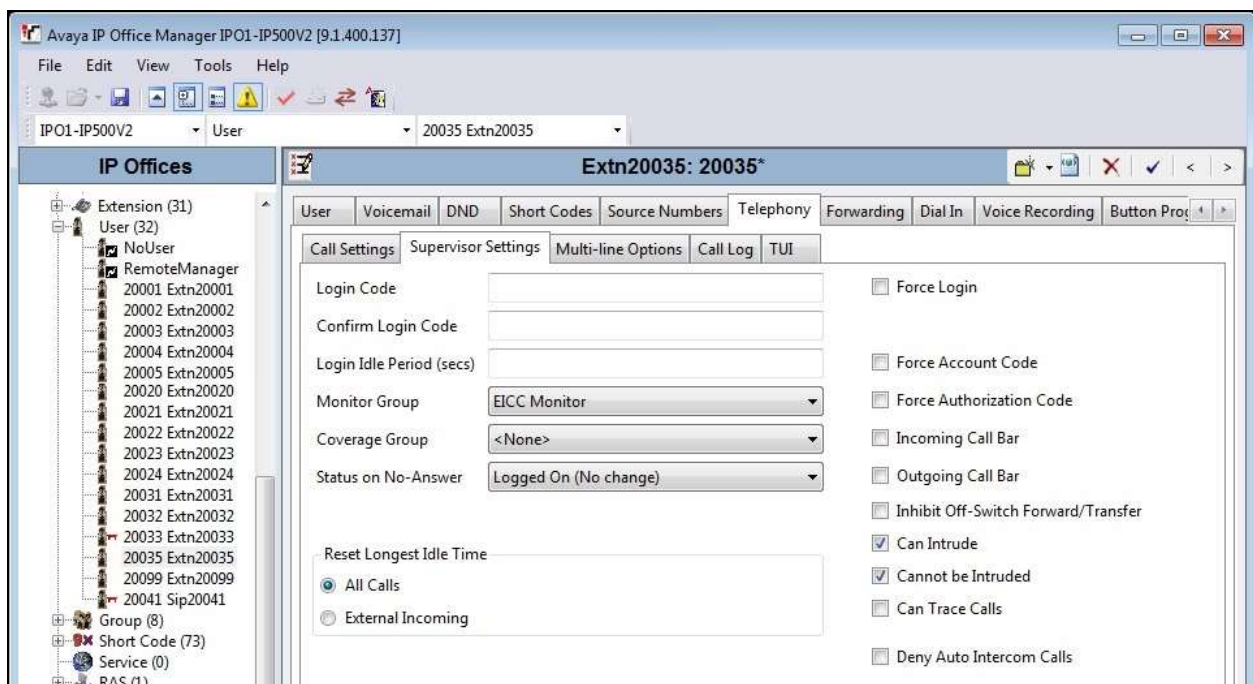 Avaya IP Office Manager IPO1-IP500V2 [9.1.400.137]
File Edit View Tools Help
IPO1-IP500V2 User 20035 Extn20035
IP Offices
Extension (31)
User (32)
NoUser
RemoteManager
20001 Extn20001
20002 Extn20002
20003 Extn20003
20004 Extn20004
20005 Extn20005
20020 Extn20020
20021 Extn20021
20022 Extn20022
20023 Extn20023
20024 Extn20024
20031 Extn20031
20032 Extn20032
20033 Extn20033
20035 Extn20035
20099 Extn20099
20041 Sip20041
Group (8)
Short Code (73)
Service (0)
RAS (1)
Extn20035: 20035*
User Voicemail DND Short Codes Source Numbers Telephony Forwarding Dial In Voice Recording Button Prog
Call Settings Supervisor Settings Multi-line Options Call Log TUI
Login Code
Confirm Login Code
Login Idle Period (secs)
Monitor Group EICC Monitor
Coverage Group <None>
Status on No-Answer Logged On (No change)
Reset Longest Idle Time
All Calls
External Incoming
Force Login
Force Account Code
Force Authorization Code
Incoming Call Bar
Outgoing Call Bar
Inhibit Off-Switch Forward/Transfer
Can Intrude
Cannot be Intruded
Can Trace Calls
Deny Auto Intercom Calls